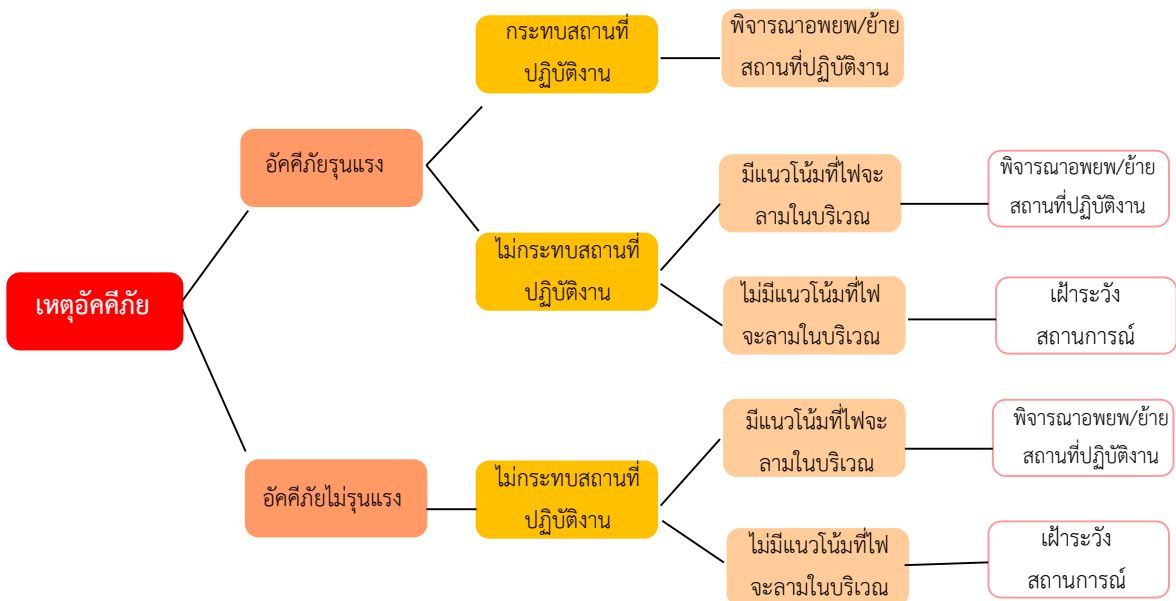 กระทบสถานที่
ปฏิบัติงาน
พิจารณาอพยพ/ย้าย
สถานที่ปฏิบัติงาน
อัคคีภัยรุนแรง
มีแนวโน้มที่ไฟจะ
ลามในบริเวณ
พิจารณาอพยพ/ย้าย
สถานที่ปฏิบัติงาน
ไม่กระทบสถานที่
ปฏิบัติงาน
ไม่มีแนวโน้มที่ไฟ
จะลามในบริเวณ
เฝ้าระวัง
สถานการณ์
เหตุอัคคีภัย
มีแนวโน้มที่ไฟจะ
ลามในบริเวณ
พิจารณาอพยพ/ย้าย
สถานที่ปฏิบัติงาน
อัคคีภัยไม่รุนแรง
ไม่กระทบสถานที่
ปฏิบัติงาน
ไม่มีแนวโน้มที่ไฟ
จะลามในบริเวณ
เฝ้าระวัง
สถานการณ์